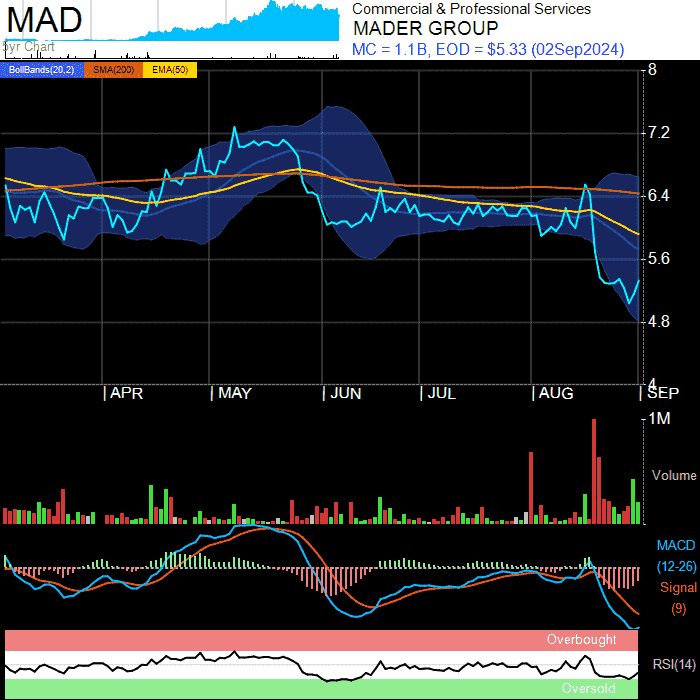 MAD
5yr Chart
Commercial & Professional Services
MADER GROUP
MC = 1.1B, EOD = $5.33 (02Sep2024)
BollBands(20,2) SMA(200) EMA(50)
8
7.2
6.4
5.6
4.8
4
APR MAY JUN JUL AUG SEP
1M
Volume
MACD
(12-26)
Signal
(9)
Overbought
RSI(14)
Oversold